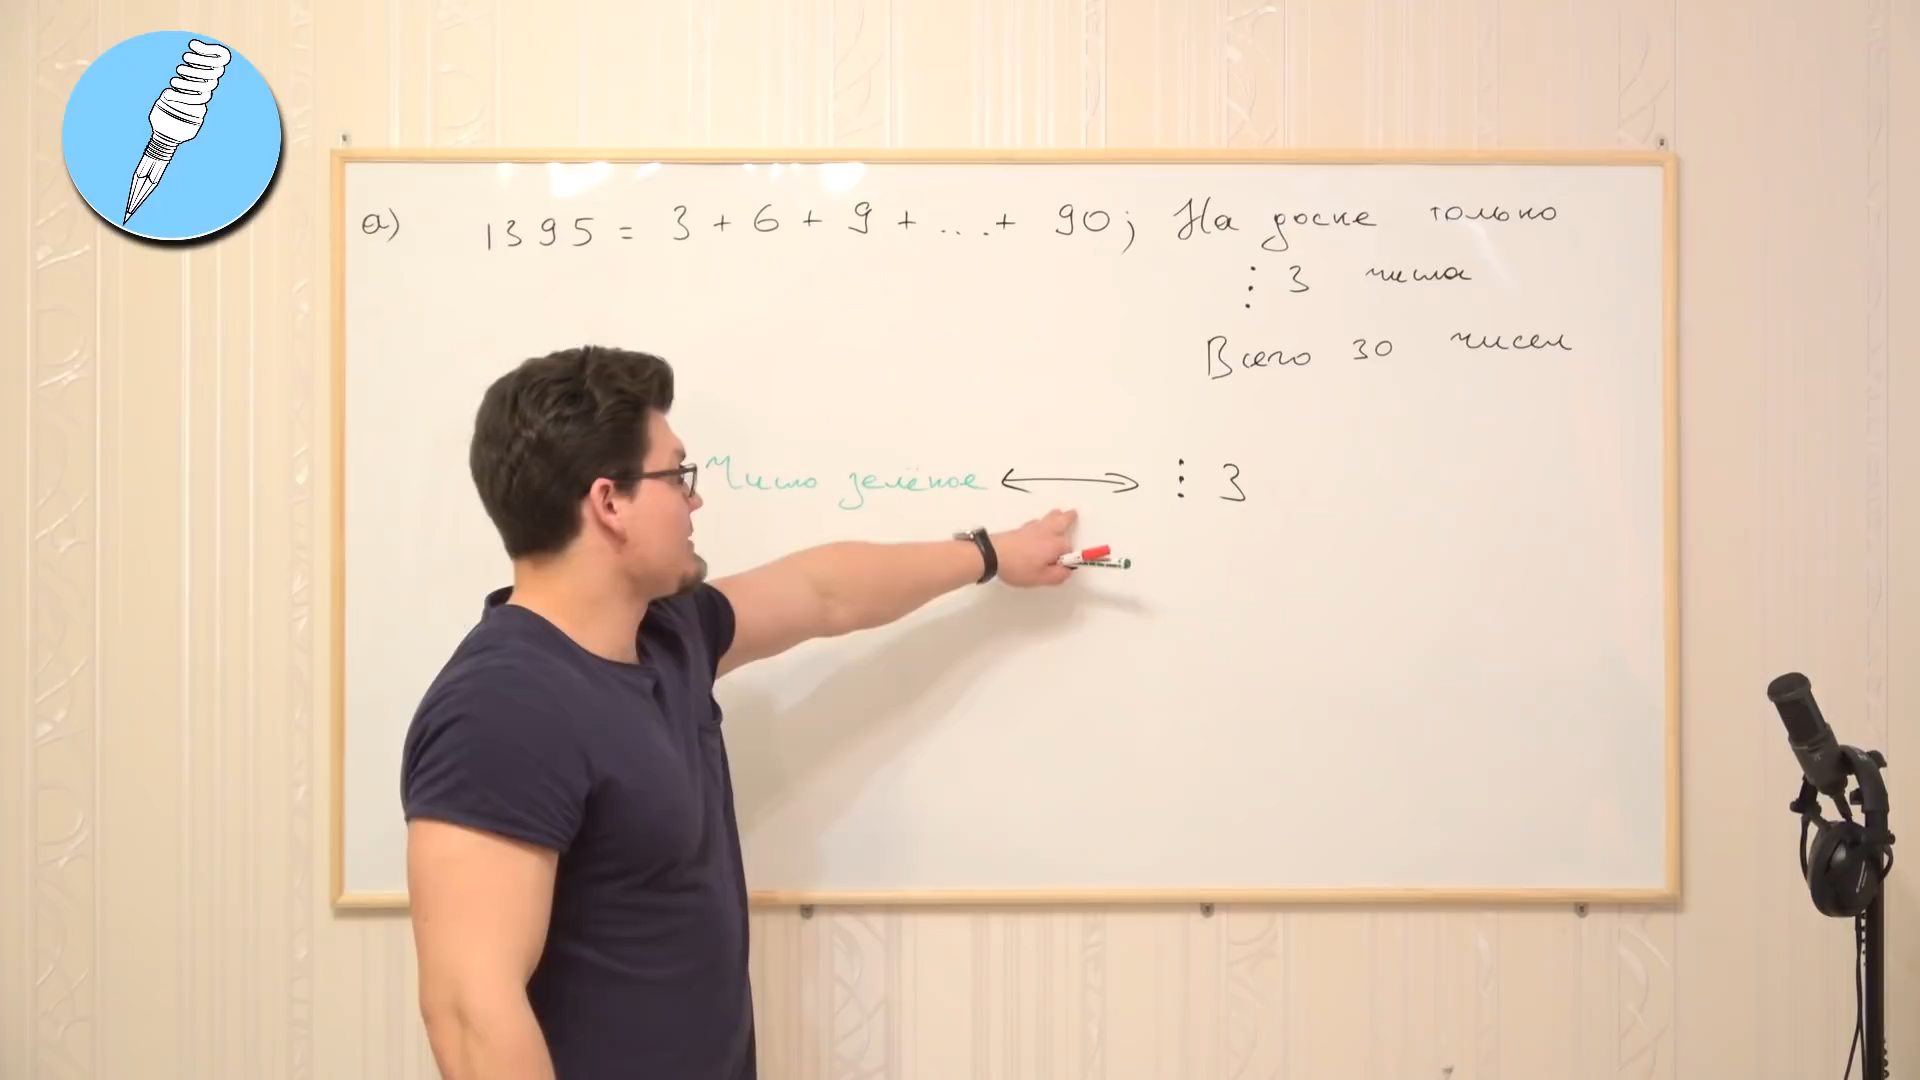 а) 1395 = 3 + 6 + 9 + ... + 90; На доске только
⋮ 3 числа
Всего 30 чисел
Число зелёное ⟷ ⋮ 3